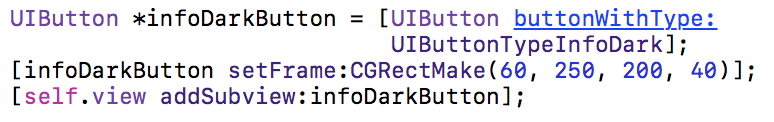 UIButton *infoDarkButton = [UIButton buttonWithType:
UIButtonTypeInfoDark];
[infoDarkButton setFrame:CGRectMake(60, 250, 200, 40)];
[self.view addSubview:infoDarkButton];